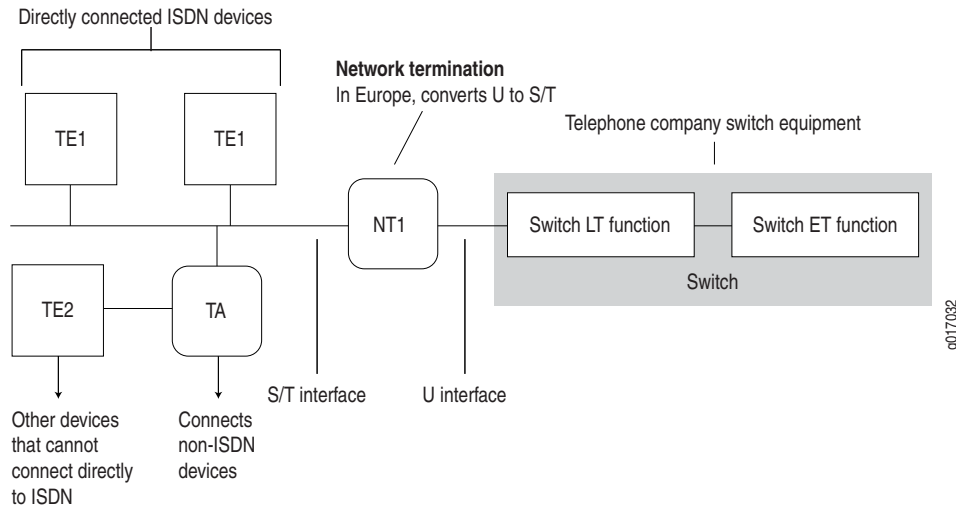 Directly connected ISDN devices
Network termination
In Europe, converts U to S/T
Telephone company switch equipment
TE1
TE1
NT1
Switch LT function
Switch ET function
Switch
TE2
TA
S/T interface
U interface
Other devices
that cannot
connect directly
to ISDN
Connects
non-ISDN
devices
g017032